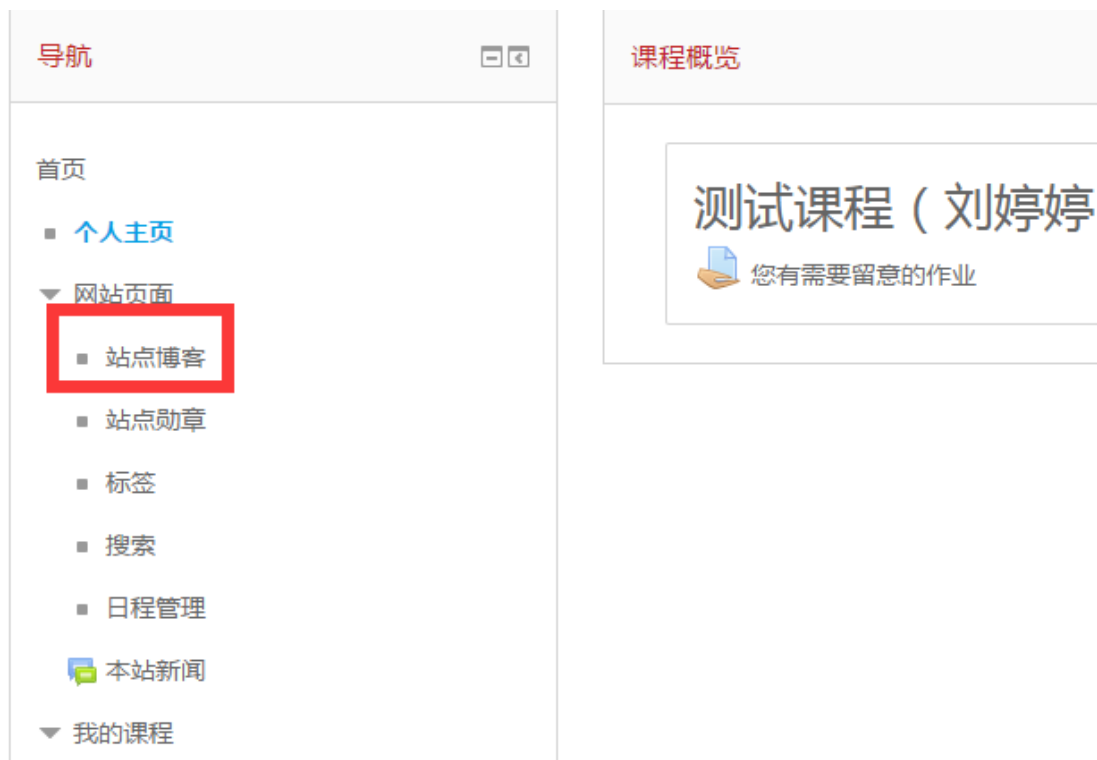 导航
首页
个人主页
网站页面
站点博客
站点勋章
标签
搜索
日程管理
本站新闻
我的课程
课程概览
测试课程（刘婷婷
您有需要留意的作业